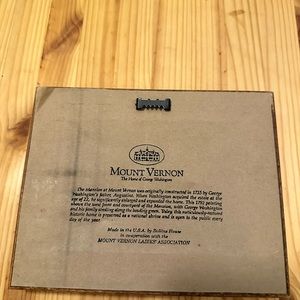 MOUNT VERNON
The Home of George Washington
The Mansion at Mount Vernon was originally constructed in 1735 by George
Washington's father, Augustine. When Washington acquired the estate at the
age of 22, he significantly enlarged and expanded the home. This 1792 painting
shows the west front and courtyard of the Mansion, with George Washington
and his family strolling along the bowling green. Today this meticulously-restored
historic home is preserved as a national shrine and is open to the public every
day of the year.
Made in the U.S.A. by House
in cooperation with the
MOUNT VERNON LADIES' ASSOCIATION